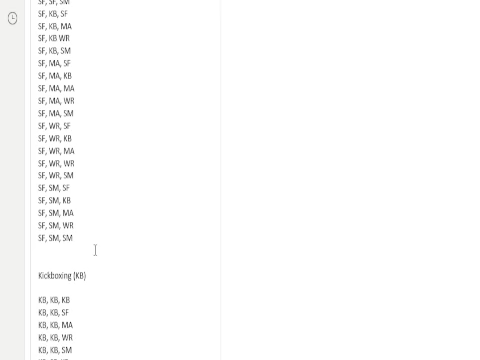 SF, SF, SM
SF, KB, SF
SF, KB, MA
SF, KB WR
SF, KB, SM
SF, MA, SF
SF, MA, KB
SF, MA, MA
SF, MA, WR
SF, MA, SM
SF, WR, SF
SF, WR, KB
SF, WR, MA
SF, WR, WR
SF, WR, SM
SF, SM, SF
SF, SM, KB
SF, SM, MA
SF, SM, WR
SF, SM, SM
Kickboxing (KB)
KB, KB, KB
KB, KB, SF
KB, KB, MA
KB, KB, WR
KB, KB, SM